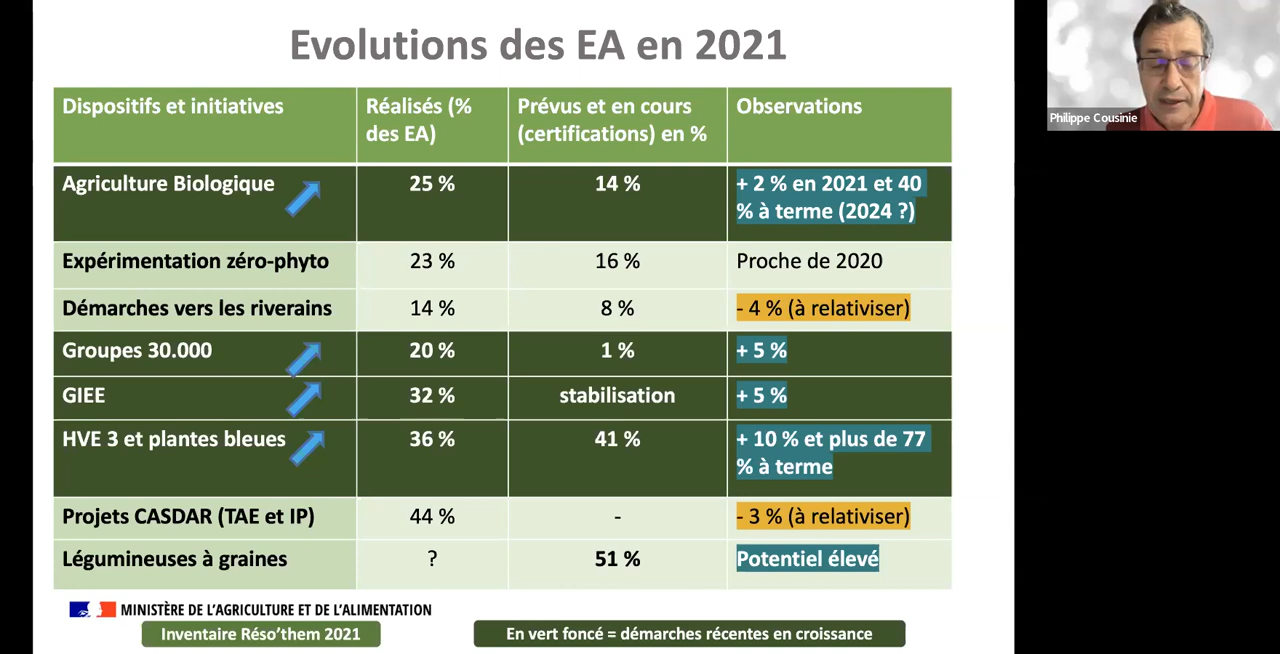 Evolutions des EA en 2021
Dispositifs et initiatives
Réalisés (%
des EA)
Prévus et en cours
(certifications) en %
Observations
Agriculture Biologique
25 %
14 %
+ 2 % en 2021 et 40
% à terme (2024 ?)
Expérimentation zéro-phyto
23 %
16 %
Proche de 2020
Démarches vers les riverains
14 %
8 %
- 4 % (à relativiser)
Groupes 30.000
20 %
1 %
+ 5 %
GIEE
32 %
stabilisation
+ 5 %
HVE 3 et plantes bleues
36 %
41 %
+ 10 % et plus de 77
% à terme
Projets CASDAR (TAE et IP)
44 %
-
- 3 % (à relativiser)
Légumineuses à graines
?
51 %
Potentiel élevé
MINISTÈRE DE L'AGRICULTURE ET DE L'ALIMENTATION
Inventaire Réso'them 2021
En vert foncé = démarches récentes en croissance
Philippe Cousinie